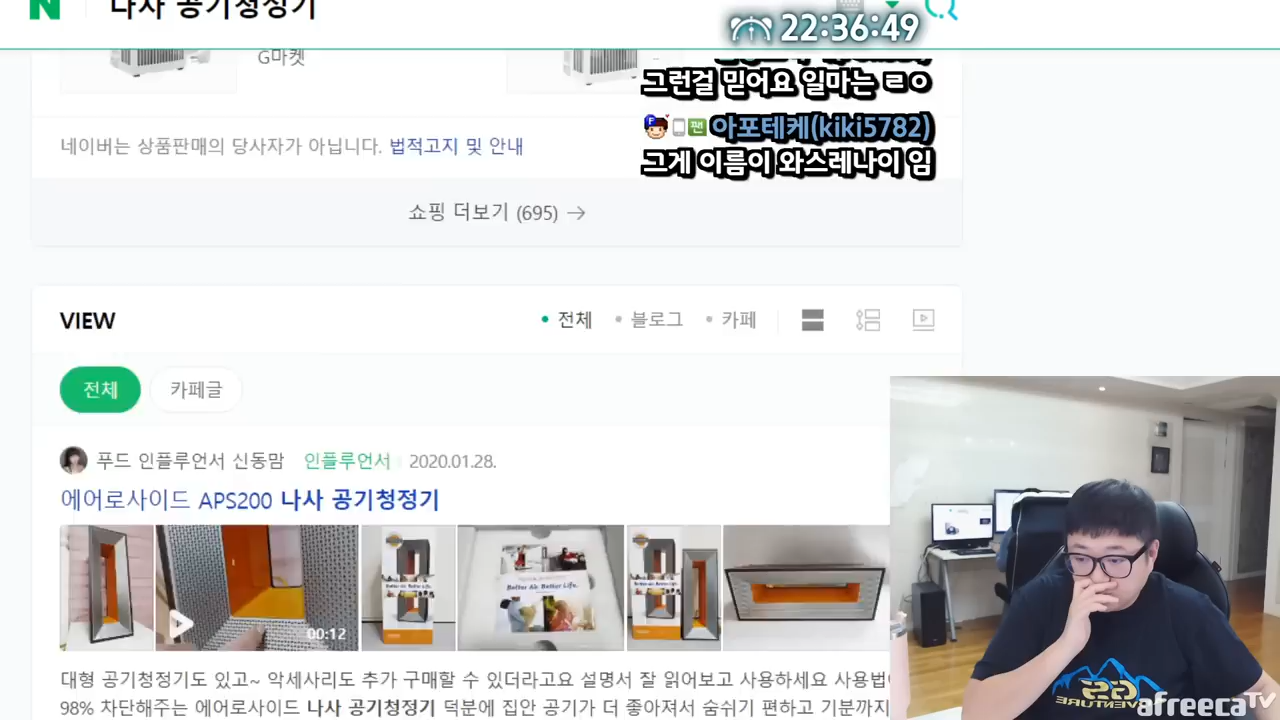 나사 공기청정기
22:36:49
G마켓
그런걸 믿어요 일마는 ㄹㅇ
아포테케(kiki5782)
그게 이름이 와스레나이 임
네이버는 상품판매의 당사자가 아닙니다. 법적고지 및 안내
쇼핑 더보기 (695) →
VIEW
전체
블로그
카페
전체
카페글
푸드 인플루언서 신동맘 인플루언서 2020.01.28.
에어로사이드 APS200 나사 공기청정기
00:12
Better Air. Better Life.
대형 공기청정기도 있고~ 악세사리도 추가 구매할 수 있더라고요 설명서 잘 읽어보고 사용하세요 사용법
98% 차단해주는 에어로사이드 나사 공기청정기 덕분에 집안 공기가 더 좋아져서 숨쉬기 편하고 기분까지
afreecaTV